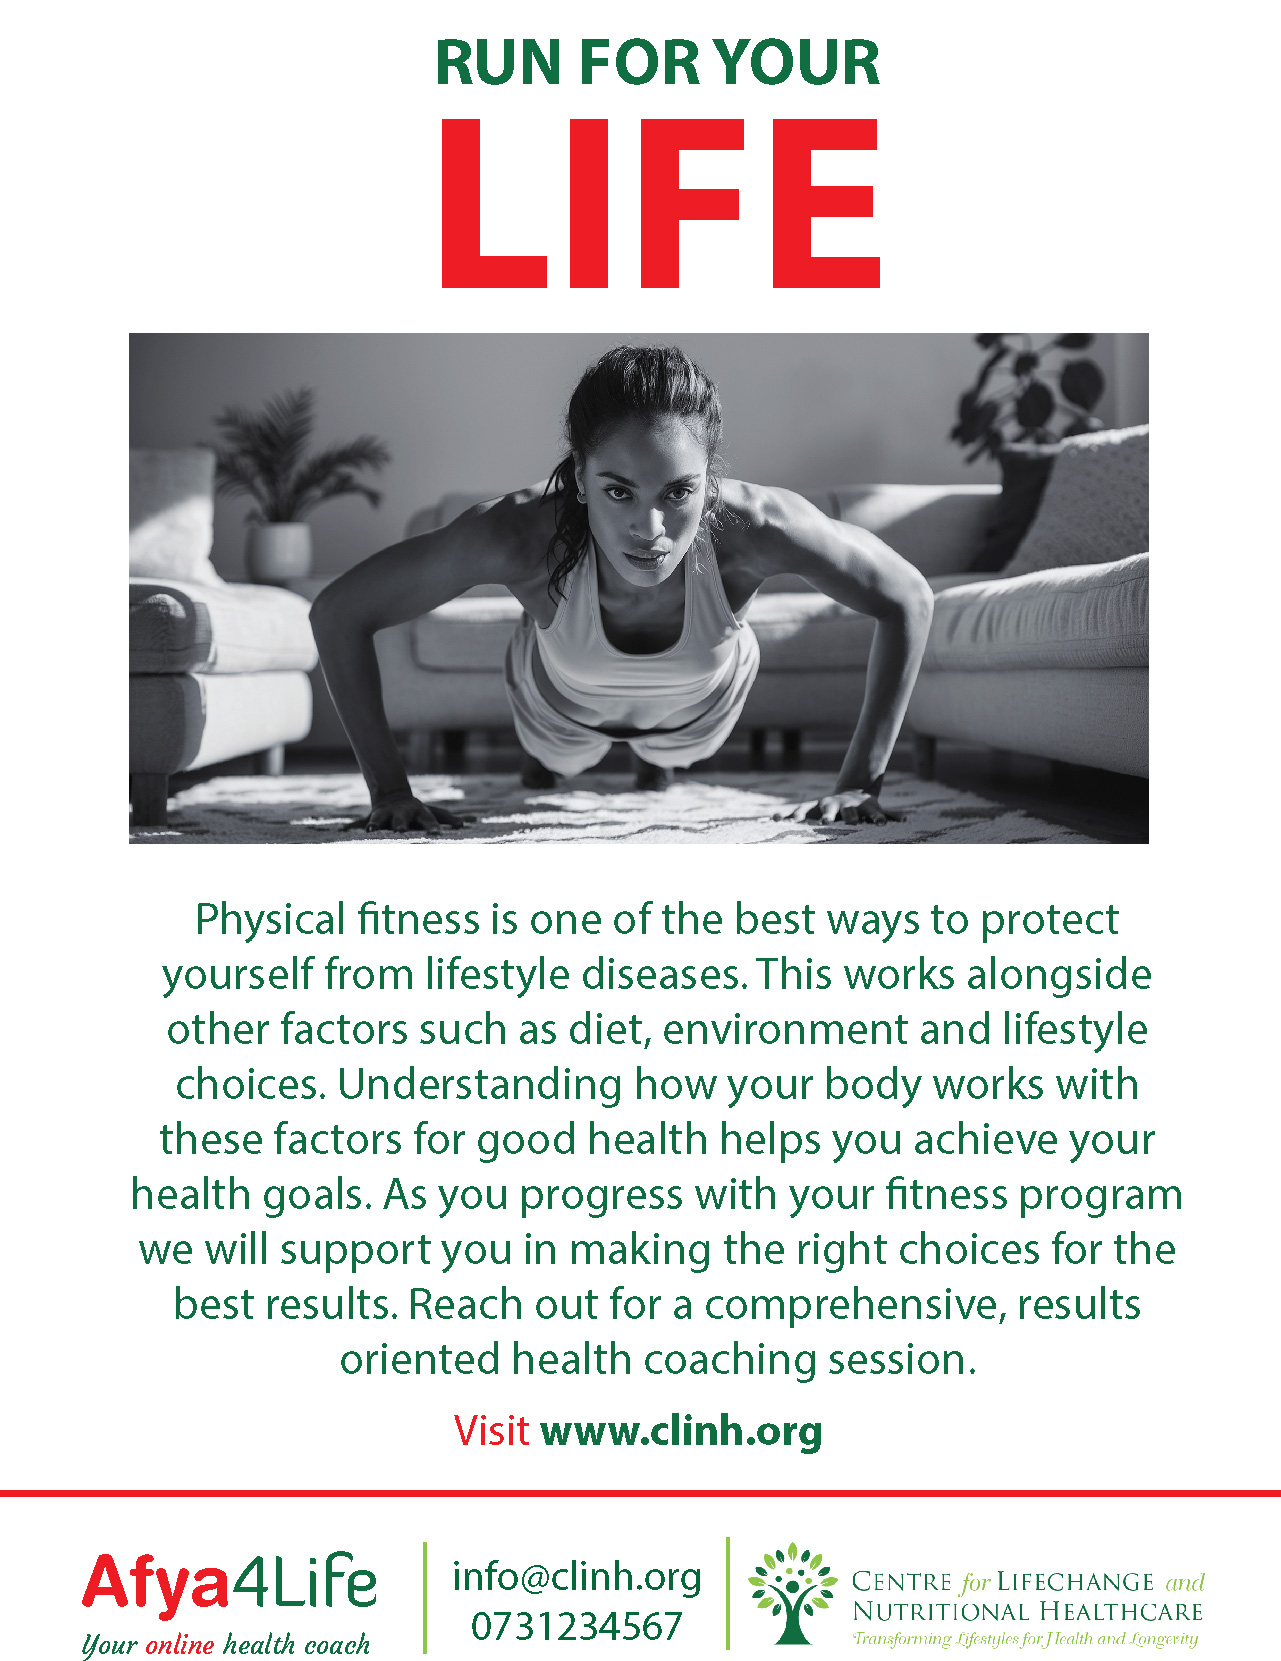 RUN FOR YOUR
LIFE
Physical fitness is one of the best ways to protect
yourself from lifestyle diseases. This works alongside
other factors such as diet, environment and lifestyle
choices. Understanding how your body works with
these factors for good health helps you achieve your
health goals. As you progress with your fitness program
we will support you in making the right choices for the
best results. Reach out for a comprehensive, results
oriented health coaching session.
Visit www.clinh.org
Afya4Life
Your online health coach
info@clinh.org
0731234567
CENTRE for LIFECHANGE and
NUTRITIONAL HEALTHCARE
Transforming Lifestyles for Health and Longevity